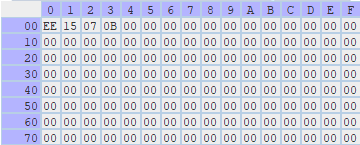 0 1 2 3 4 5 6 7 8 9 A B C D E F
00 EE 15 07 0B 00 00 00 00 00 00 00 00 00 00 00 00
10 00 00 00 00 00 00 00 00 00 00 00 00 00 00 00 00
20 00 00 00 00 00 00 00 00 00 00 00 00 00 00 00 00
30 00 00 00 00 00 00 00 00 00 00 00 00 00 00 00 00
40 00 00 00 00 00 00 00 00 00 00 00 00 00 00 00 00
50 00 00 00 00 00 00 00 00 00 00 00 00 00 00 00 00
60 00 00 00 00 00 00 00 00 00 00 00 00 00 00 00 00
70 00 00 00 00 00 00 00 00 00 00 00 00 00 00 00 00